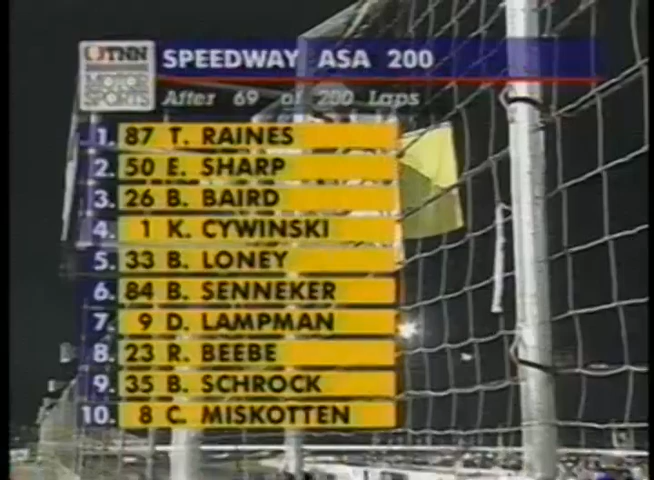 TNN
MOTOR
SPORTS
SPEEDWAY ASA 200
After 69 of 200 Laps
1. 87 T. RAINES
2. 50 E. SHARP
3. 26 B. BAIRD
4. 1 K. CYWINSKI
5. 33 B. LONEY
6. 84 B. SENNEKER
7. 9 D. LAMPMAN
8. 23 R. BEEBE
9. 35 B. SCHROCK
10. 8 C. MISKOTTEN